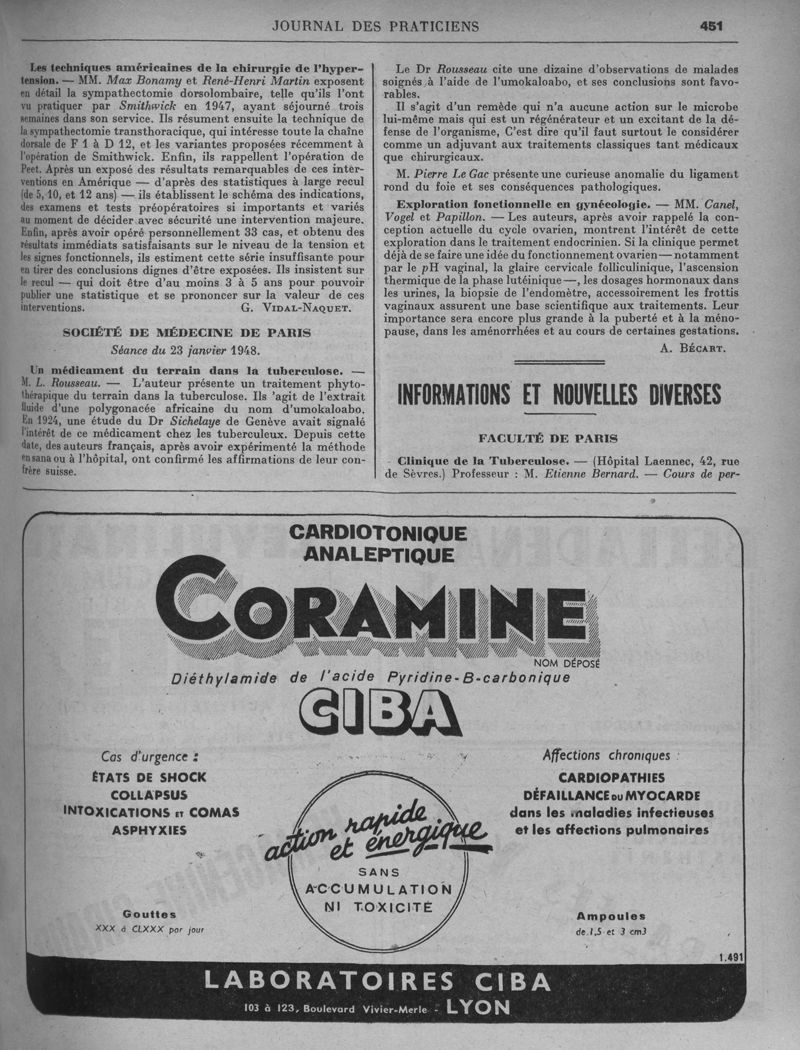 JOURNAL DES PRATICIENS 451
Les techniques américaines de la chirurgie de l'hyper-
tension. — MM. Max Bonamy et René-Henri Martin exposent
en détail la sympathectomie dorsolombaire, telle qu'ils l'ont
vu pratiquer par Smithwick en 1947, ayant séjourné trois
semaines dans son service. Ils résument ensuite la technique de
la sympathectomie transthoracique, qui intéresse toute la chaîne
dorsale de F 1 à D 12, et les variantes proposées récemment à
l'opération de Smithwick. Enfin, ils rappellent l'opération de
Peet. Après un exposé des résultats remarquables de ces inter-
ventions en Amérique — d'après des statistiques à large recul
(de 5, 10, et 12 ans) — ils établissent le schéma des indications,
des examens et tests préopératoires si importants et variés
au moment de décider avec sécurité une intervention majeure.
Enfin, après avoir opéré personnellement 33 cas, et obtenu des
résultats immédiats satisfaisants sur le niveau de la tension et
les signes fonctionnels, ils estiment cette série insuffisante pour
en tirer des conclusions dignes d'être exposées. Ils insistent sur
le recul — qui doit être d'au moins 3 à 5 ans pour pouvoir
publier une statistique et se prononcer sur la valeur de ces
interventions. G. VIDAL-NAQUET.
SOCIÉTÉ DE MÉDECINE DE PARIS
Séance du 23 janvier 1948.
Un médicament du terrain dans la tuberculose. —
M. L. Rousseau. — L'auteur présente un traitement phyto-
thérapique du terrain dans la tuberculose. Ils 'agit de l'extrait
fluide d'une polygonacée africaine du nom d'umokaloabo.
En 1924, une étude du Dr Sichelaye de Genève avait signalé
l'intérêt de ce médicament chez les tuberculeux. Depuis cette
date, des auteurs français, après avoir expérimenté la méthode
en sana ou à l'hôpital, ont confirmé les affirmations de leur con-
frère suisse.
Le Dr Rousseau cite une dizaine d'observations de malades
soignés à l'aide de l'umokaloabo, et ses conclusions sont favo-
rables.
Il s'agit d'un remède qui n'a aucune action sur le microbe
lui-même mais qui est un régénérateur et un excitant de la dé-
fense de l'organisme, C'est dire qu'il faut surtout le considérer
comme un adjuvant aux traitements classiques tant médicaux
que chirurgicaux.
M. Pierre Le Gac présente une curieuse anomalie du ligament
rond du foie et ses conséquences pathologiques.
Exploration fonctionnelle en gynécologie. — MM. Canel,
Vogel et Papillon. — Les auteurs, après avoir rappelé la con-
ception actuelle du cycle ovarien, montrent l'intérêt de cette
exploration dans le traitement endocrinien. Si la clinique permet
déjà de se faire une idée du fonctionnement ovarien — notamment
par le pH vaginal, la glaire cervicale folliculinique, l'ascension
thermique de la phase lutéinique —, les dosages hormonaux dans
les urines, la biopsie de l'endomètre, accessoirement les frottis
vaginaux assurent une base scientifique aux traitements. Leur
importance sera encore plus grande à la puberté et à la méno-
pause, dans les aménorrhées et au cours de certaines gestations.
A. BÉCART.
INFORMATIONS ET NOUVELLES DIVERSES
FACULTÉ DE PARIS
Clinique de la Tuberculose. — (Hôpital Laennec, 42, rue
de Sèvres.) Professeur : M. Etienne Bernard. — Cours de per-
CARDIOTONIQUE
ANALEPTIQUE
CORAMINE
NOM DÉPOSÉ
Diéthylamide de l'acide Pyridine-B-carbonique
CIBA
Cas d'urgence :
ÉTATS DE SHOCK
COLLAPSUS
INTOXICATIONS ET COMAS
ASPHYXIES
Affections chroniques :
CARDIOPATHIES
DÉFAILLANCE DU MYOCARDE
dans les maladies infectieuses
et les affections pulmonaires
action rapide
et énergique
SANS
ACCUMULATION
NI TOXICITÉ
Gouttes
XXX à CLXXX par jour
Ampoules
de 1,5 et 3 cm3
1.491
LABORATOIRES CIBA
103 à 123, Boulevard Vivier-Merle - LYON